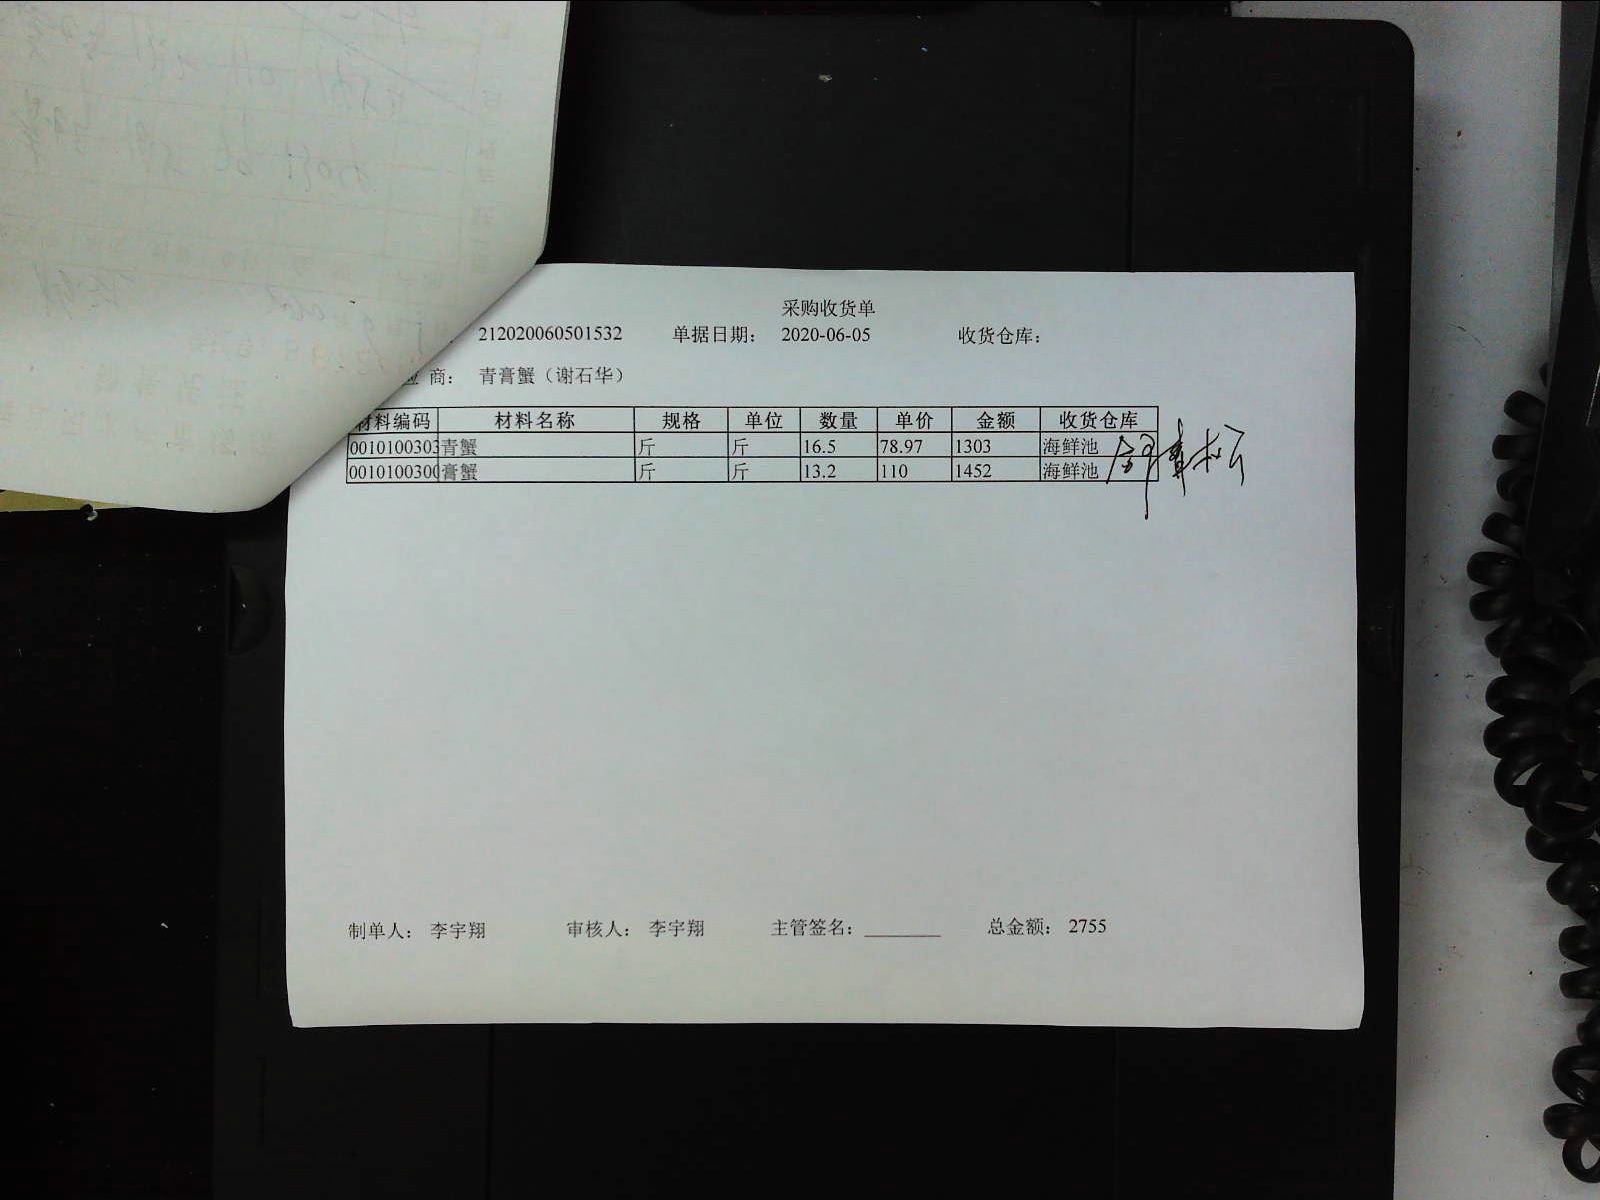 采购收货单
212020060501532 单据日期： 2020-06-05 收货仓库：
商： 青膏蟹（谢石华）
材料编码 材料名称 规格 单位 数量 单价 金额 收货仓库
0010100303 青蟹 斤 斤 16.5 78.97 1303 海鲜池
0010100300 膏蟹 斤 斤 13.2 110 1452 海鲜池
制单人： 李宇翔 审核人： 李宇翔 主管签名：________ 总金额： 2755